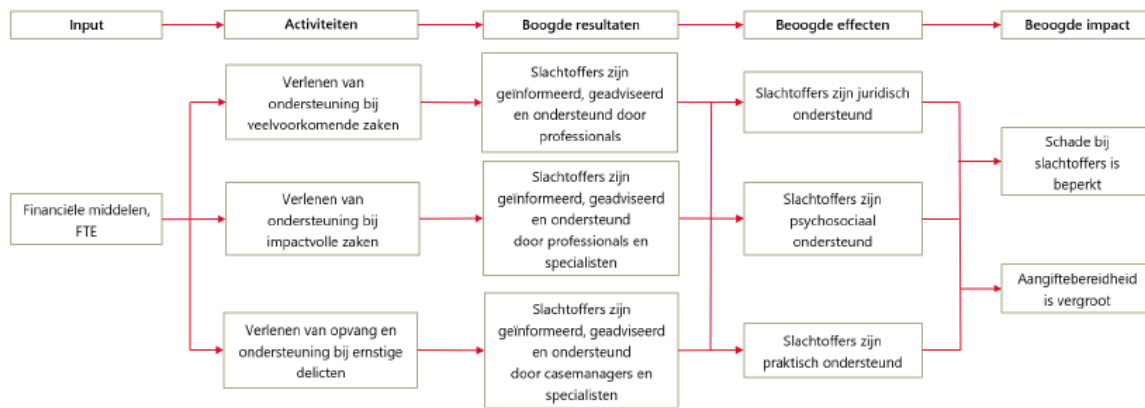 Input
Activiteiten
Boogde resultaten
Beoogde effecten
Beoogde impact
Financiële middelen,
FTE
Verlenen van
ondersteuning bij
veelvoorkomende zaken
Verlenen van
ondersteuning bij
impactvolle zaken
Verlenen van opvang en
ondersteuning bij ernstige
delicten
Slachtoffers zijn
geïnformeerd, geadviseerd
en ondersteund door
professionals
Slachtoffers zijn
geïnformeerd, geadviseerd
en ondersteund
door professionals en
specialisten
Slachtoffers zijn
geïnformeerd, geadviseerd
en ondersteund
door casemanagers en
specialisten
Slachtoffers zijn juridisch
ondersteund
Slachtoffers zijn
psychosociaal
ondersteund
Slachtoffers zijn
praktisch ondersteund
Schade bij
slachtoffers is
beperkt
Aangiftebereidheid
is vergroot